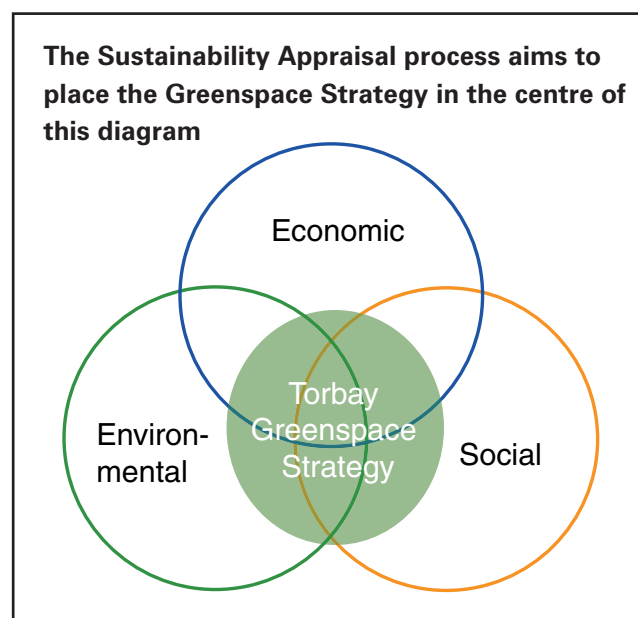 The Sustainability Appraisal process aims to
place the Greenspace Strategy in the centre of
this diagram
Economic
Torbay
Greenspace
Strategy
Environ-
mental
Social